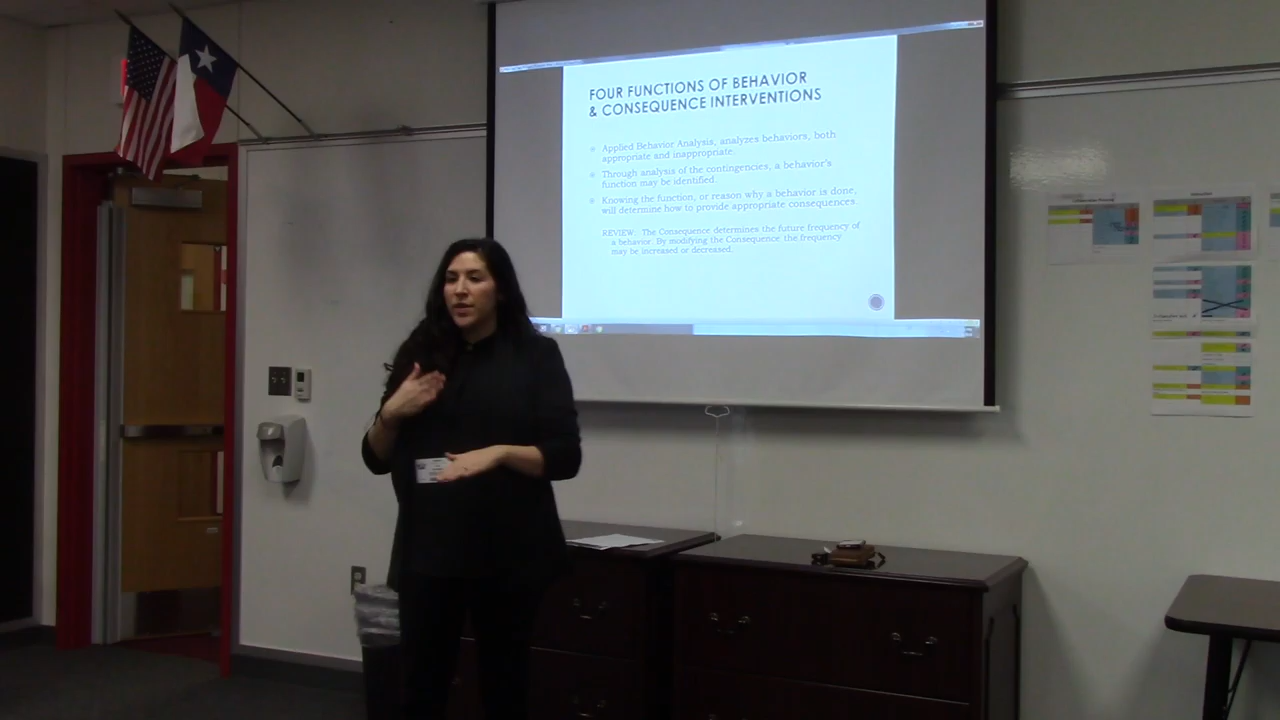 FOUR FUNCTIONS OF BEHAVIOR
& CONSEQUENCE INTERVENTIONS
Applied Behavior Analysis, analyzes behaviors, both
appropriate and inappropriate.
Through analysis of the contingencies, a behavior's
function may be identified.
Knowing the function, or reason why a behavior is done,
will determine how to provide appropriate consequences.
REVIEW: The Consequence determines the future frequency of
a behavior. By modifying the Consequence the frequency
may be increased or decreased.